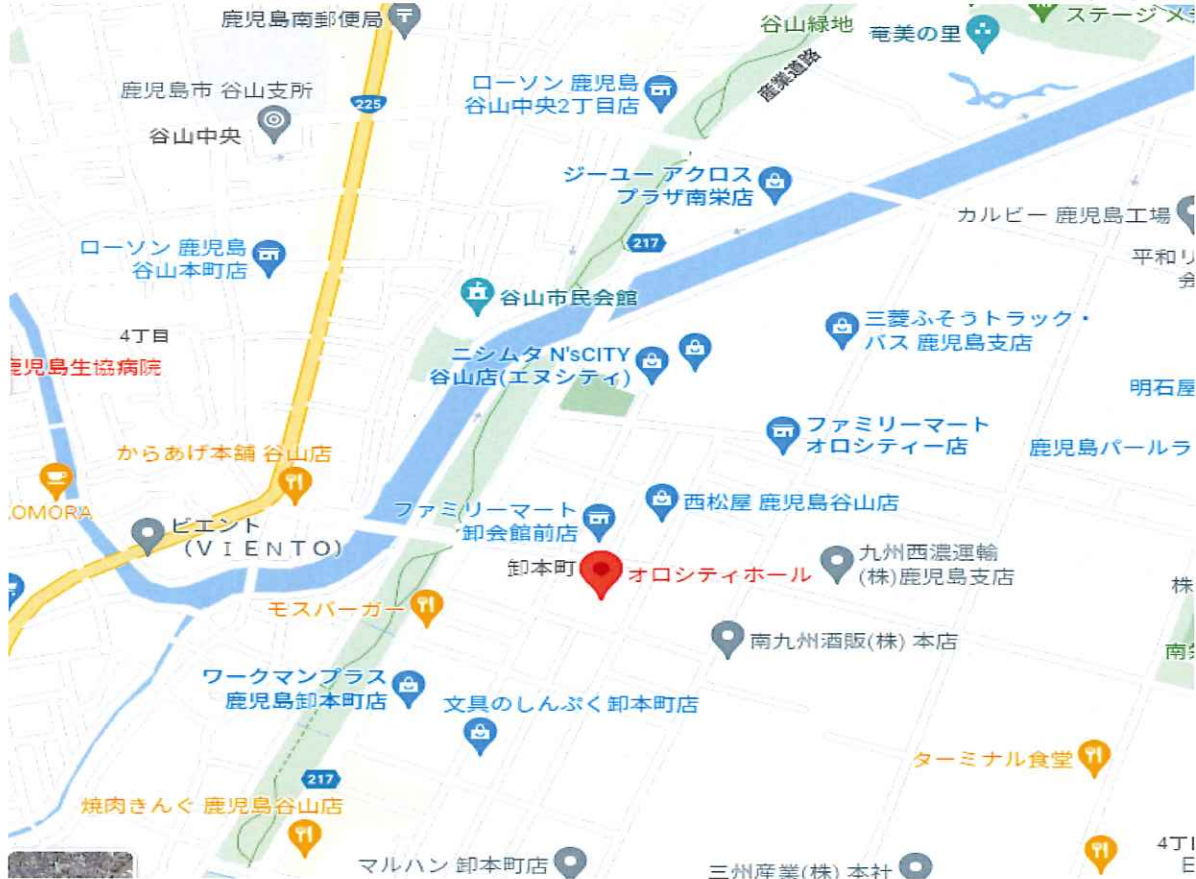 鹿児島南郵便局
谷山緑地
奄美の里
ステージ メ
産業道路
ローソン 鹿児島
谷山中央2丁目店
鹿児島市 谷山支所
225
谷山中央
ジーユー アクロス
プラザ南栄店
カルビー 鹿児島工場
217
平和リ
ローソン 鹿児島
谷山本町店
谷山市民会館
4丁目
三菱ふそうトラック・
バス 鹿児島支店
ニシムタ N'sCITY
谷山店(エヌシティ)
鹿児島生協病院
明石屋
ファミリーマート
オロシティー店
鹿児島パールラ
からあげ本舗 谷山店
OMORA
ビエント
(VIENTO)
ファミリーマート
卸会館前店
西松屋 鹿児島谷山店
卸本町
オロシティホール
九州西濃運輸
(株)鹿児島支店
株
モスバーガー
南九州酒販(株) 本店
ワークマンプラス
鹿児島卸本町店
文具のしんぷく卸本町店
ターミナル食堂
217
焼肉きんぐ 鹿児島谷山店
マルハン 卸本町店
三州産業(株) 本社